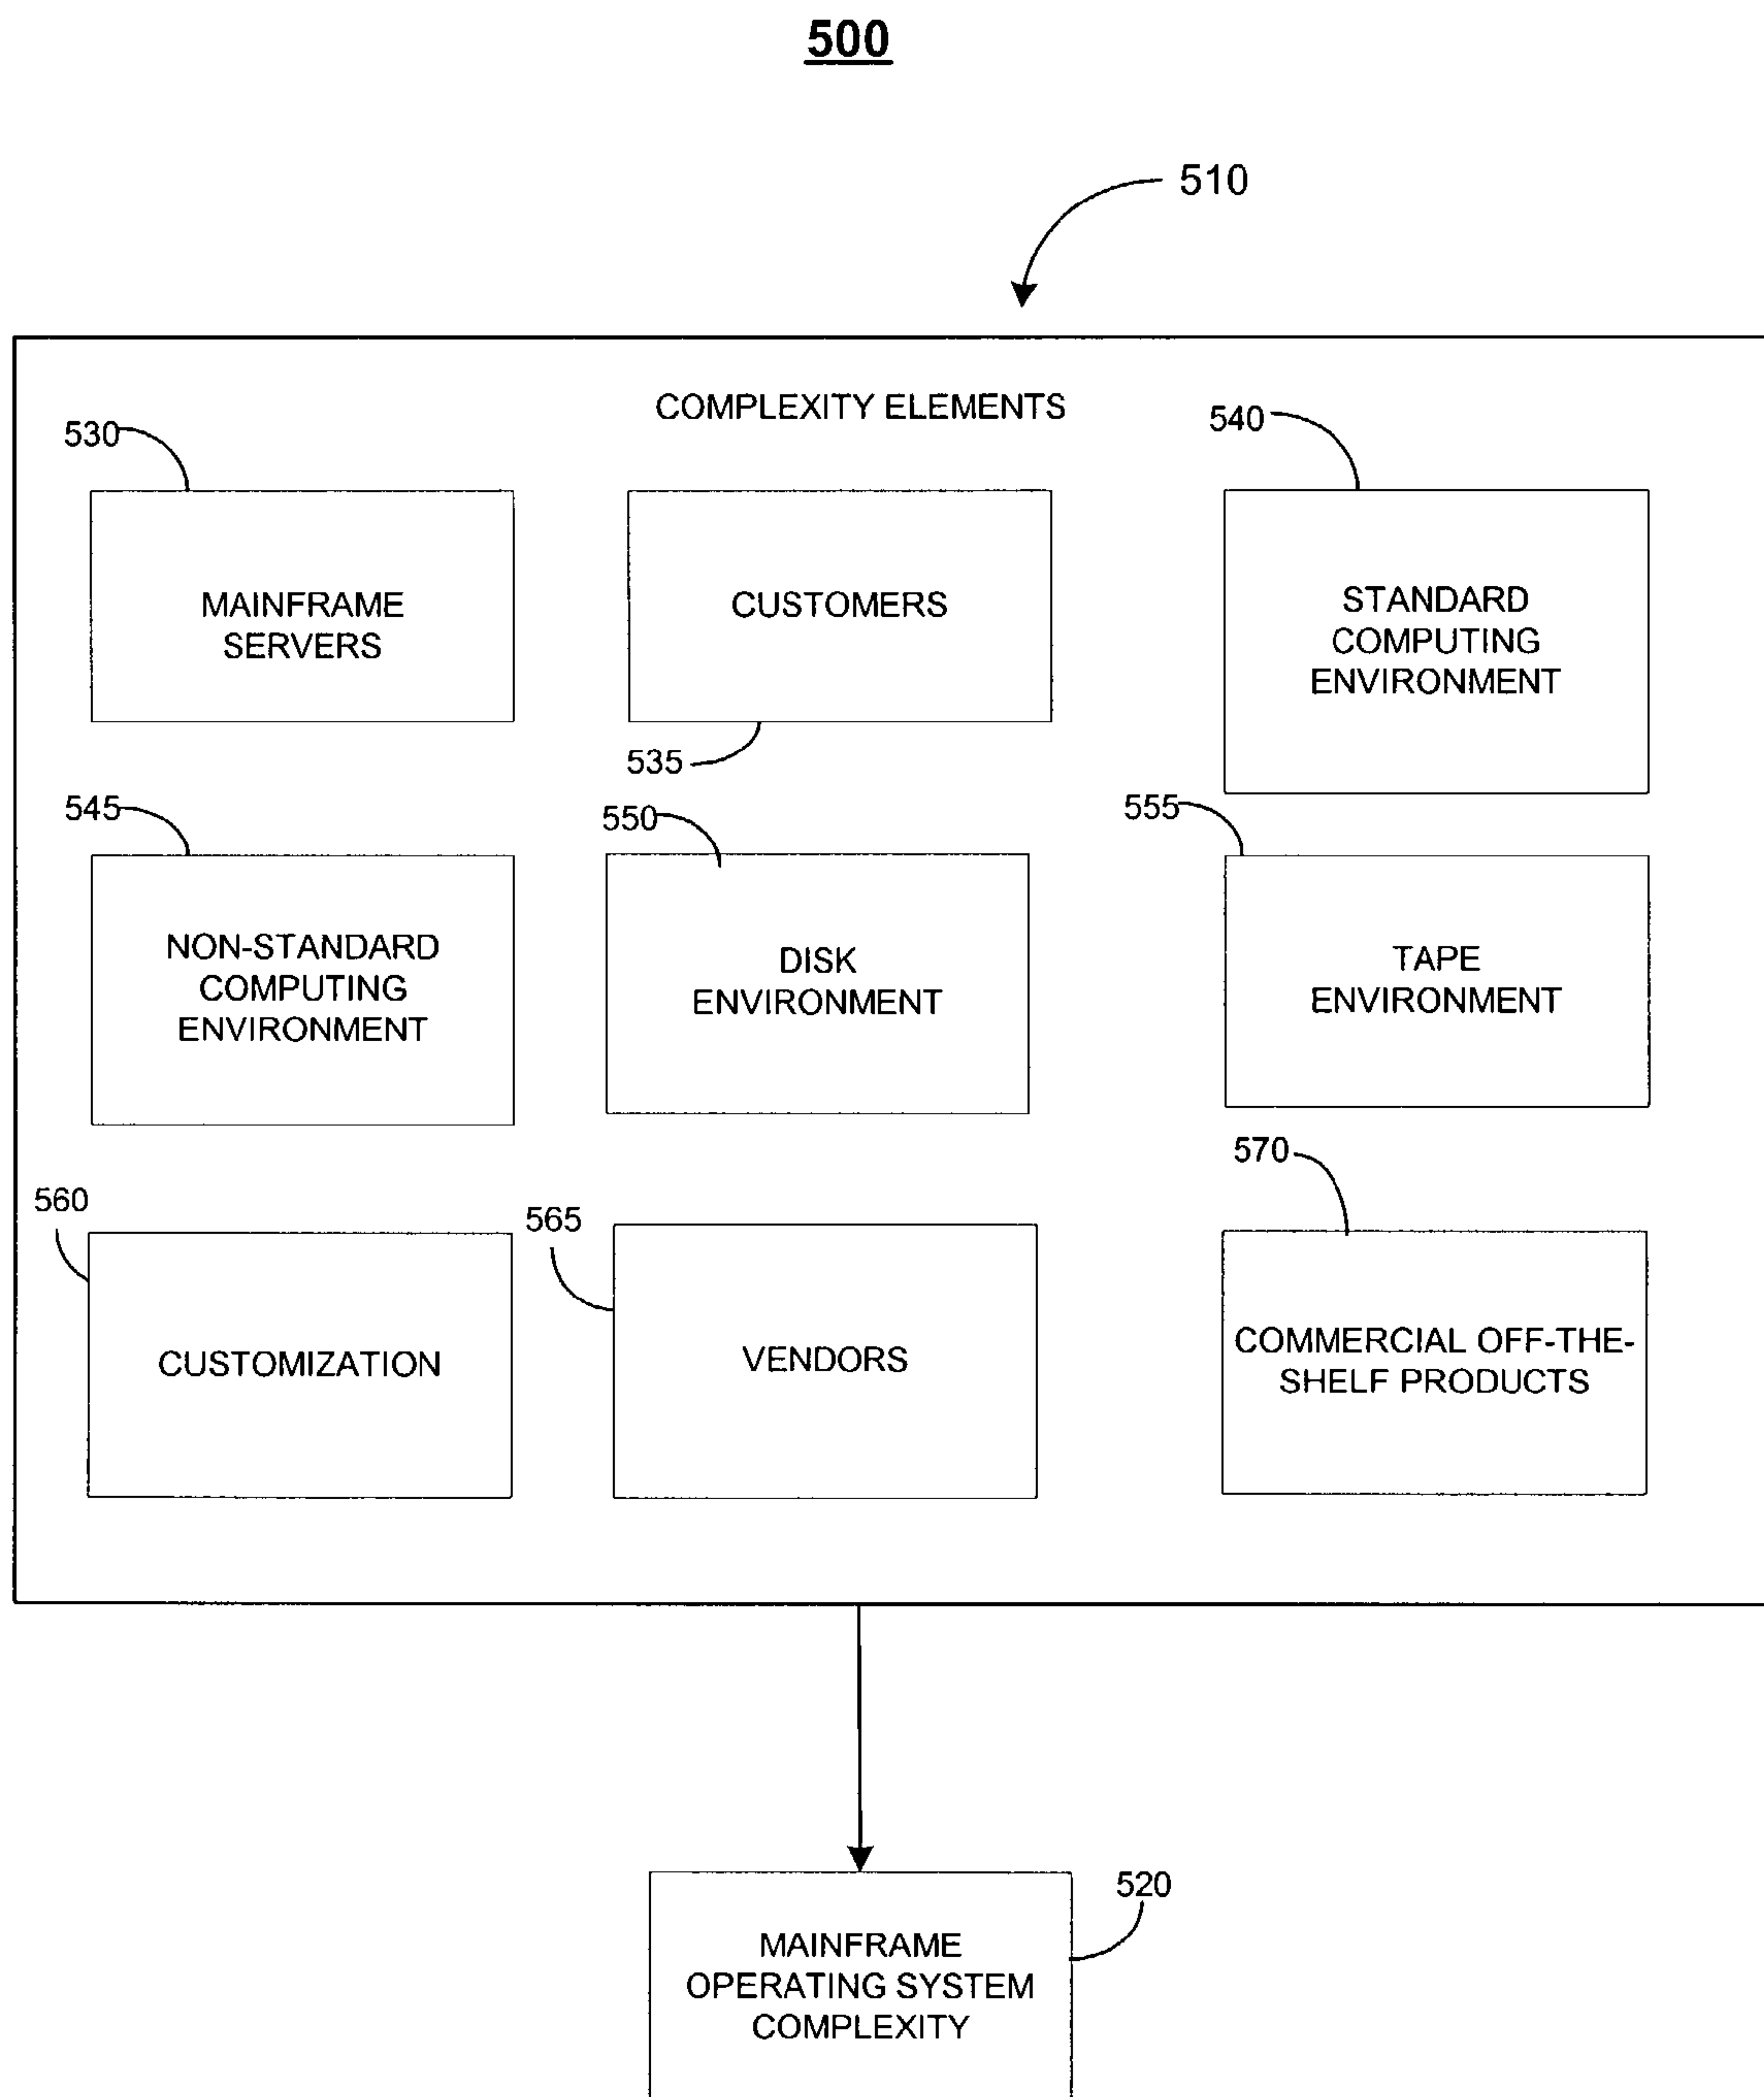 500
510
COMPLEXITY ELEMENTS
530
540
MAINFRAME
SERVERS
CUSTOMERS
STANDARD
COMPUTING
ENVIRONMENT
535
545
550
555
NON-STANDARD
COMPUTING
ENVIRONMENT
DISK
ENVIRONMENT
TAPE
ENVIRONMENT
570
560
565
CUSTOMIZATION
VENDORS
COMMERCIAL OFF-THE-
SHELF PRODUCTS
520
MAINFRAME
OPERATING SYSTEM
COMPLEXITY